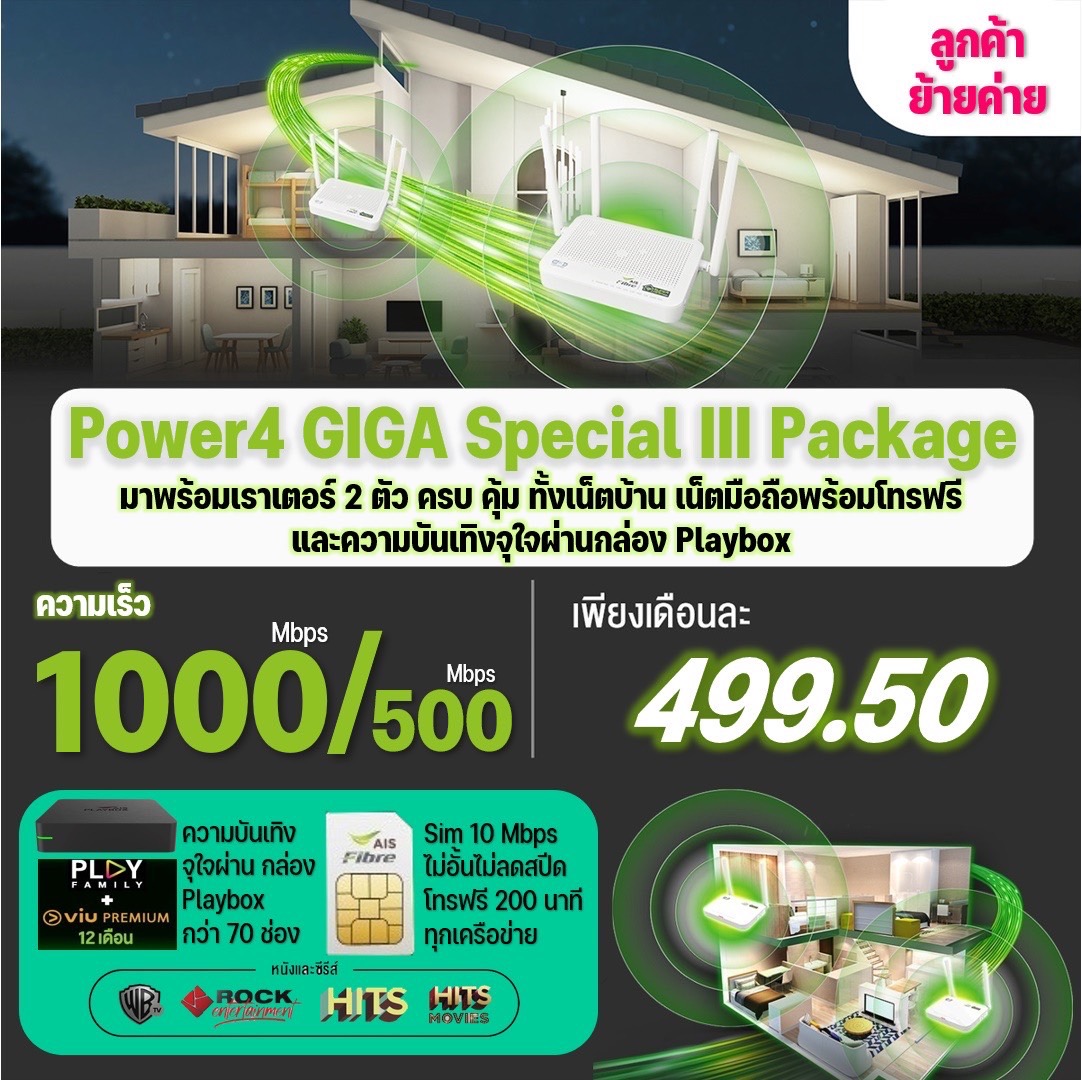 ลูกค้า
ย้ายค่าย
AIS
Fibre
Power4 GIGA Special III Package
มาพร้อมเราเตอร์ 2 ตัว ครบ คุ้ม ทั้งเน็ตบ้าน เน็ตมือถือพร้อมโทรฟรี
และความบันเทิงจุใจผ่านกล่อง Playbox
ความเร็ว
1000 Mbps/500 Mbps
เพียงเดือนละ
499.50
PLAY
FAMILY
+
viu PREMIUM
12 เดือน
ความบันเทิง
จุใจผ่าน กล่อง
Playbox
กว่า 70 ช่อง
AIS
Fibre
Sim 10 Mbps
ไม่อั้นไม่ลดสปีด
โทรฟรี 200 นาที
ทุกเครือข่าย
หนังและซีรีส์
WB TV
ROCK entertainment
HITS
HITS MOVIES